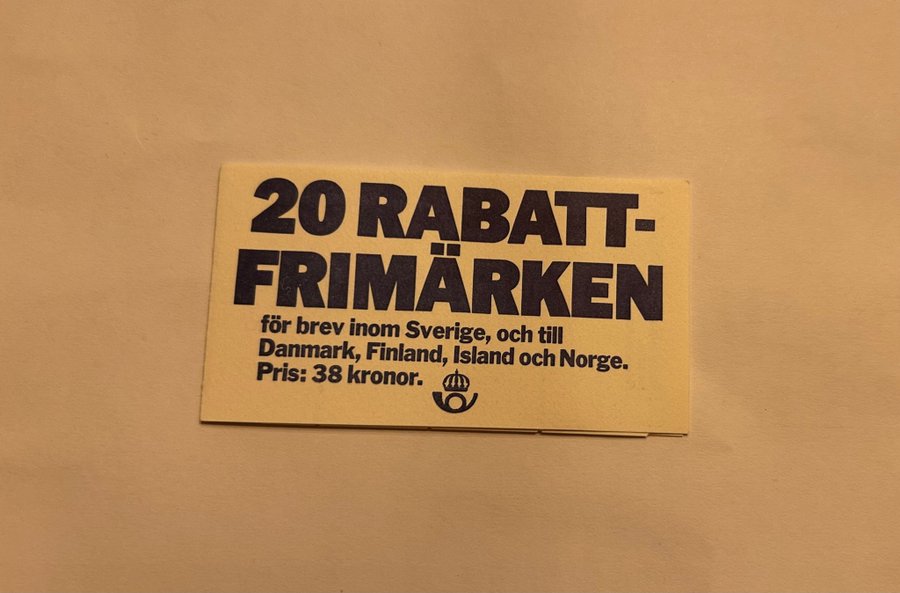 20 RABATT-
FRIMÄRKEN
för brev inom Sverige, och till
Danmark, Finland, Island och Norge.
Pris: 38 kronor.